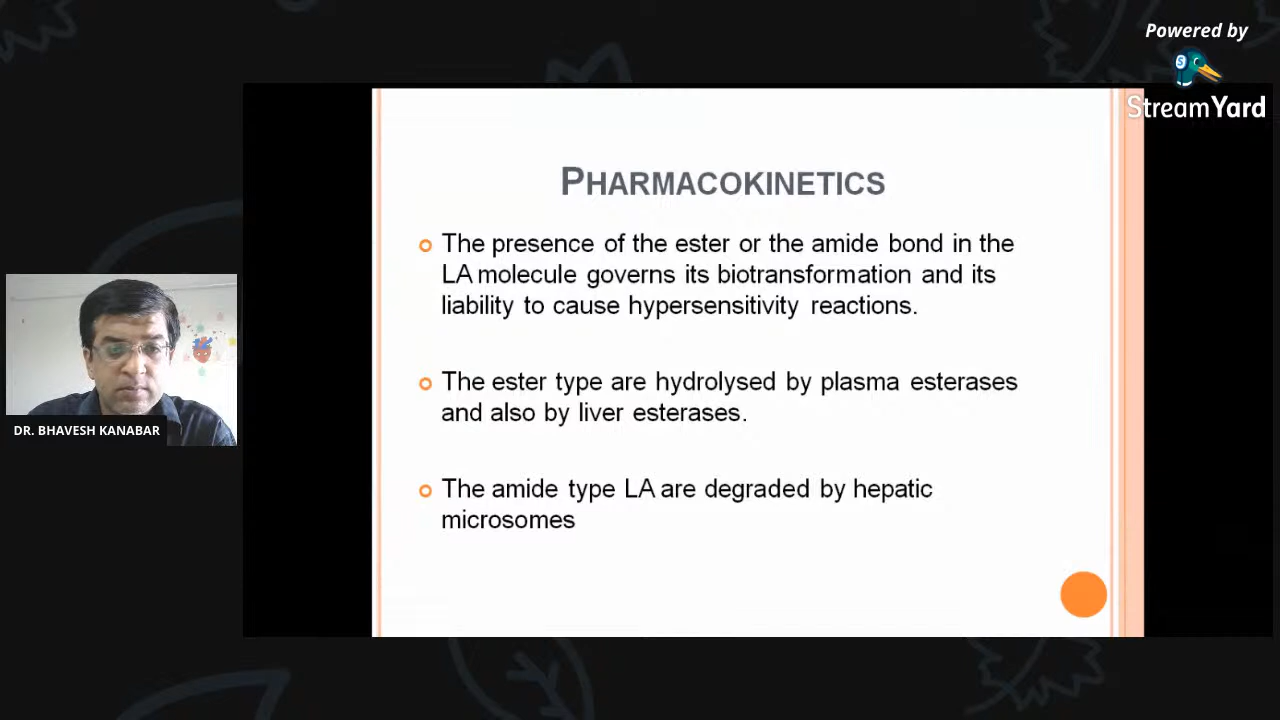 Powered by
StreamYard
PHARMACOKINETICS
The presence of the ester or the amide bond in the
LA molecule governs its biotransformation and its
liability to cause hypersensitivity reactions.
The ester type are hydrolysed by plasma esterases
and also by liver esterases.
The amide type LA are degraded by hepatic
microsomes
DR. BHAVESH KANABAR